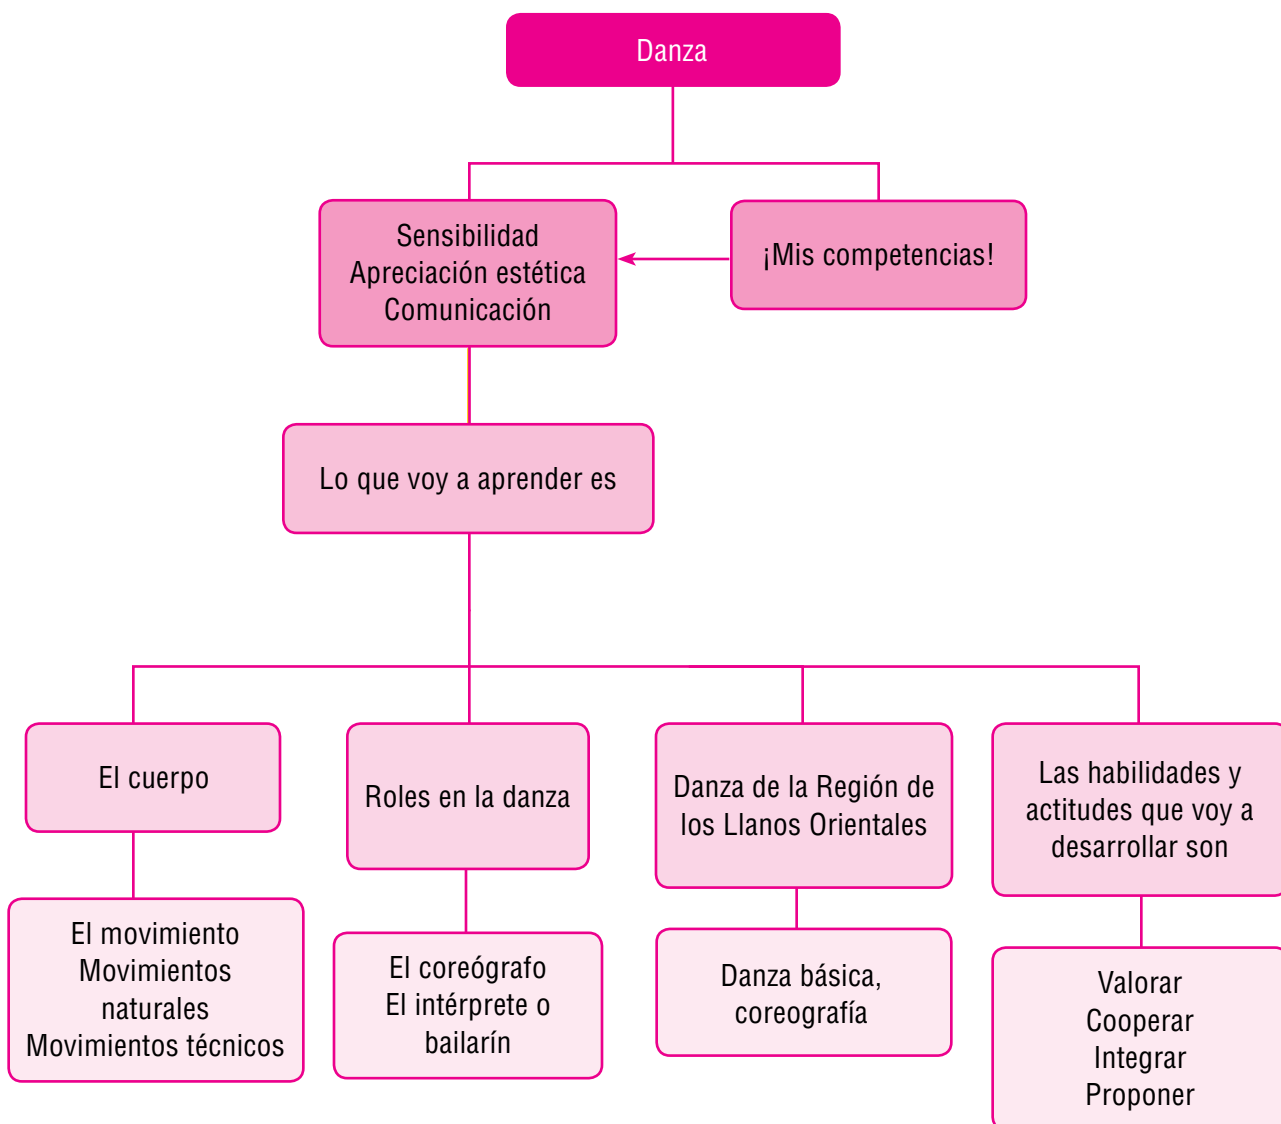 Danza
Sensibilidad
Apreciación estética
Comunicación
¡Mis competencias!
Lo que voy a aprender es
El cuerpo
Roles en la danza
Danza de la Región de
los Llanos Orientales
Las habilidades y
actitudes que voy a
desarrollar son
El movimiento
Movimientos
naturales
Movimientos técnicos
El coreógrafo
El intérprete o
bailarín
Danza básica,
coreografía
Valorar
Cooperar
Integrar
Proponer